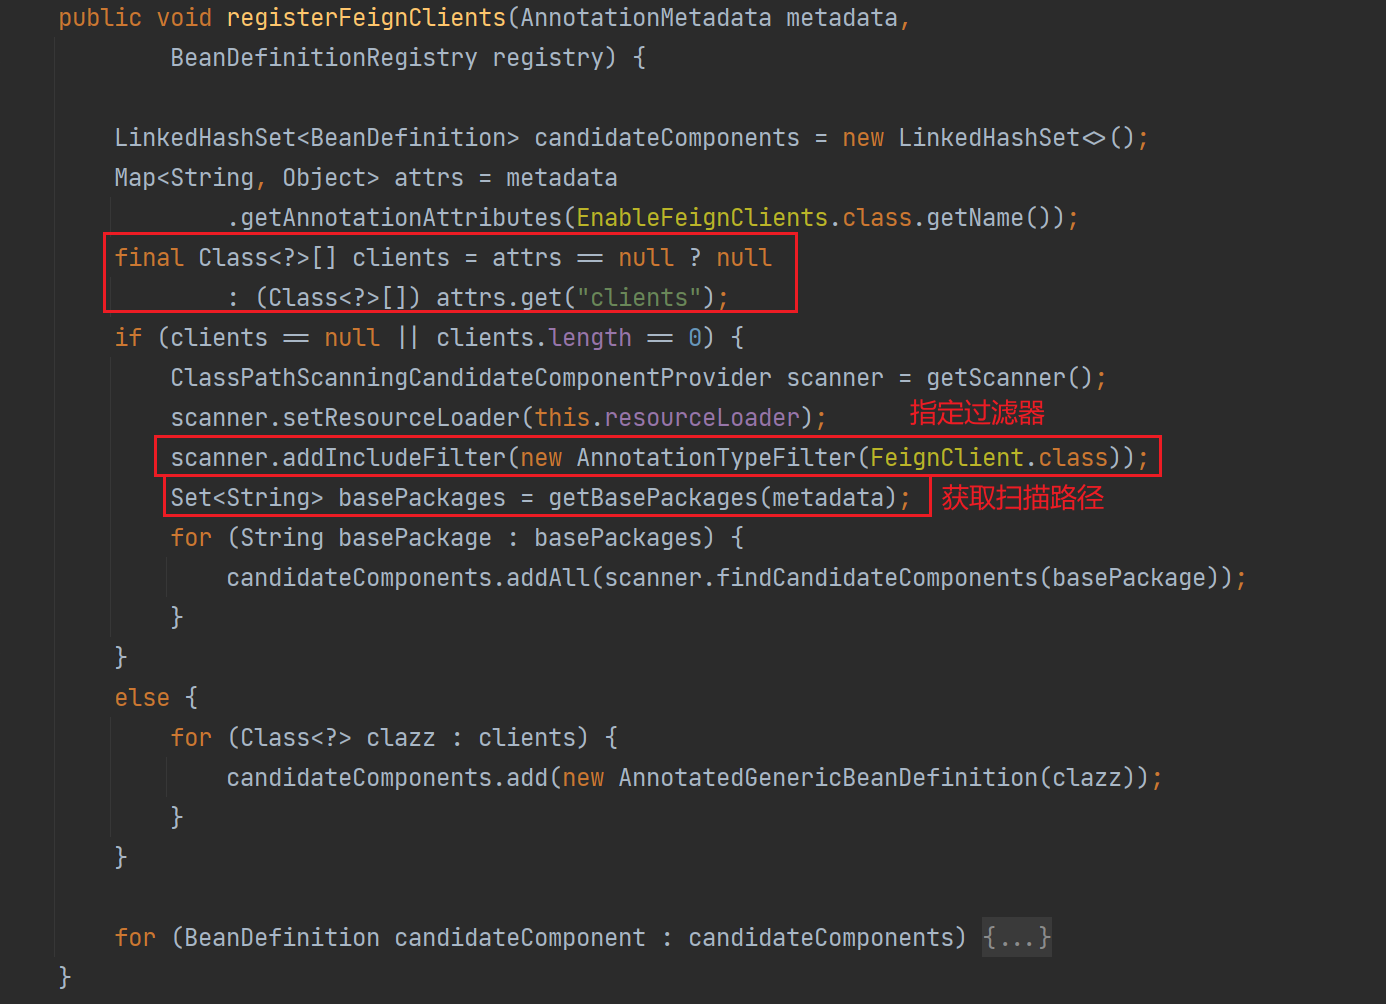 public void registerFeignClients(AnnotationMetadata metadata,
        BeanDefinitionRegistry registry) {
    LinkedHashSet<BeanDefinition> candidateComponents = new LinkedHashSet<>();
    Map<String, Object> attrs = metadata
            .getAnnotationAttributes(EnableFeignClients.class.getName());
    final Class<?>[] clients = attrs == null ? null
            : (Class<?>[]) attrs.get("clients");
    if (clients == null || clients.length == 0) {
        ClassPathScanningCandidateComponentProvider scanner = getScanner();
        scanner.setResourceLoader(this.resourceLoader);
指定过滤器
        scanner.addIncludeFilter(new AnnotationTypeFilter(FeignClient.class));
        Set<String> basePackages = getBasePackages(metadata); 获取扫描路径
        for (String basePackage : basePackages) {
            candidateComponents.addAll(scanner.findCandidateComponents(basePackage));
        }
    }
    else {
        for (Class<?> clazz : clients) {
            candidateComponents.add(new AnnotatedGenericBeanDefinition(clazz));
        }
    }
    for (BeanDefinition candidateComponent : candidateComponents) {...}
}